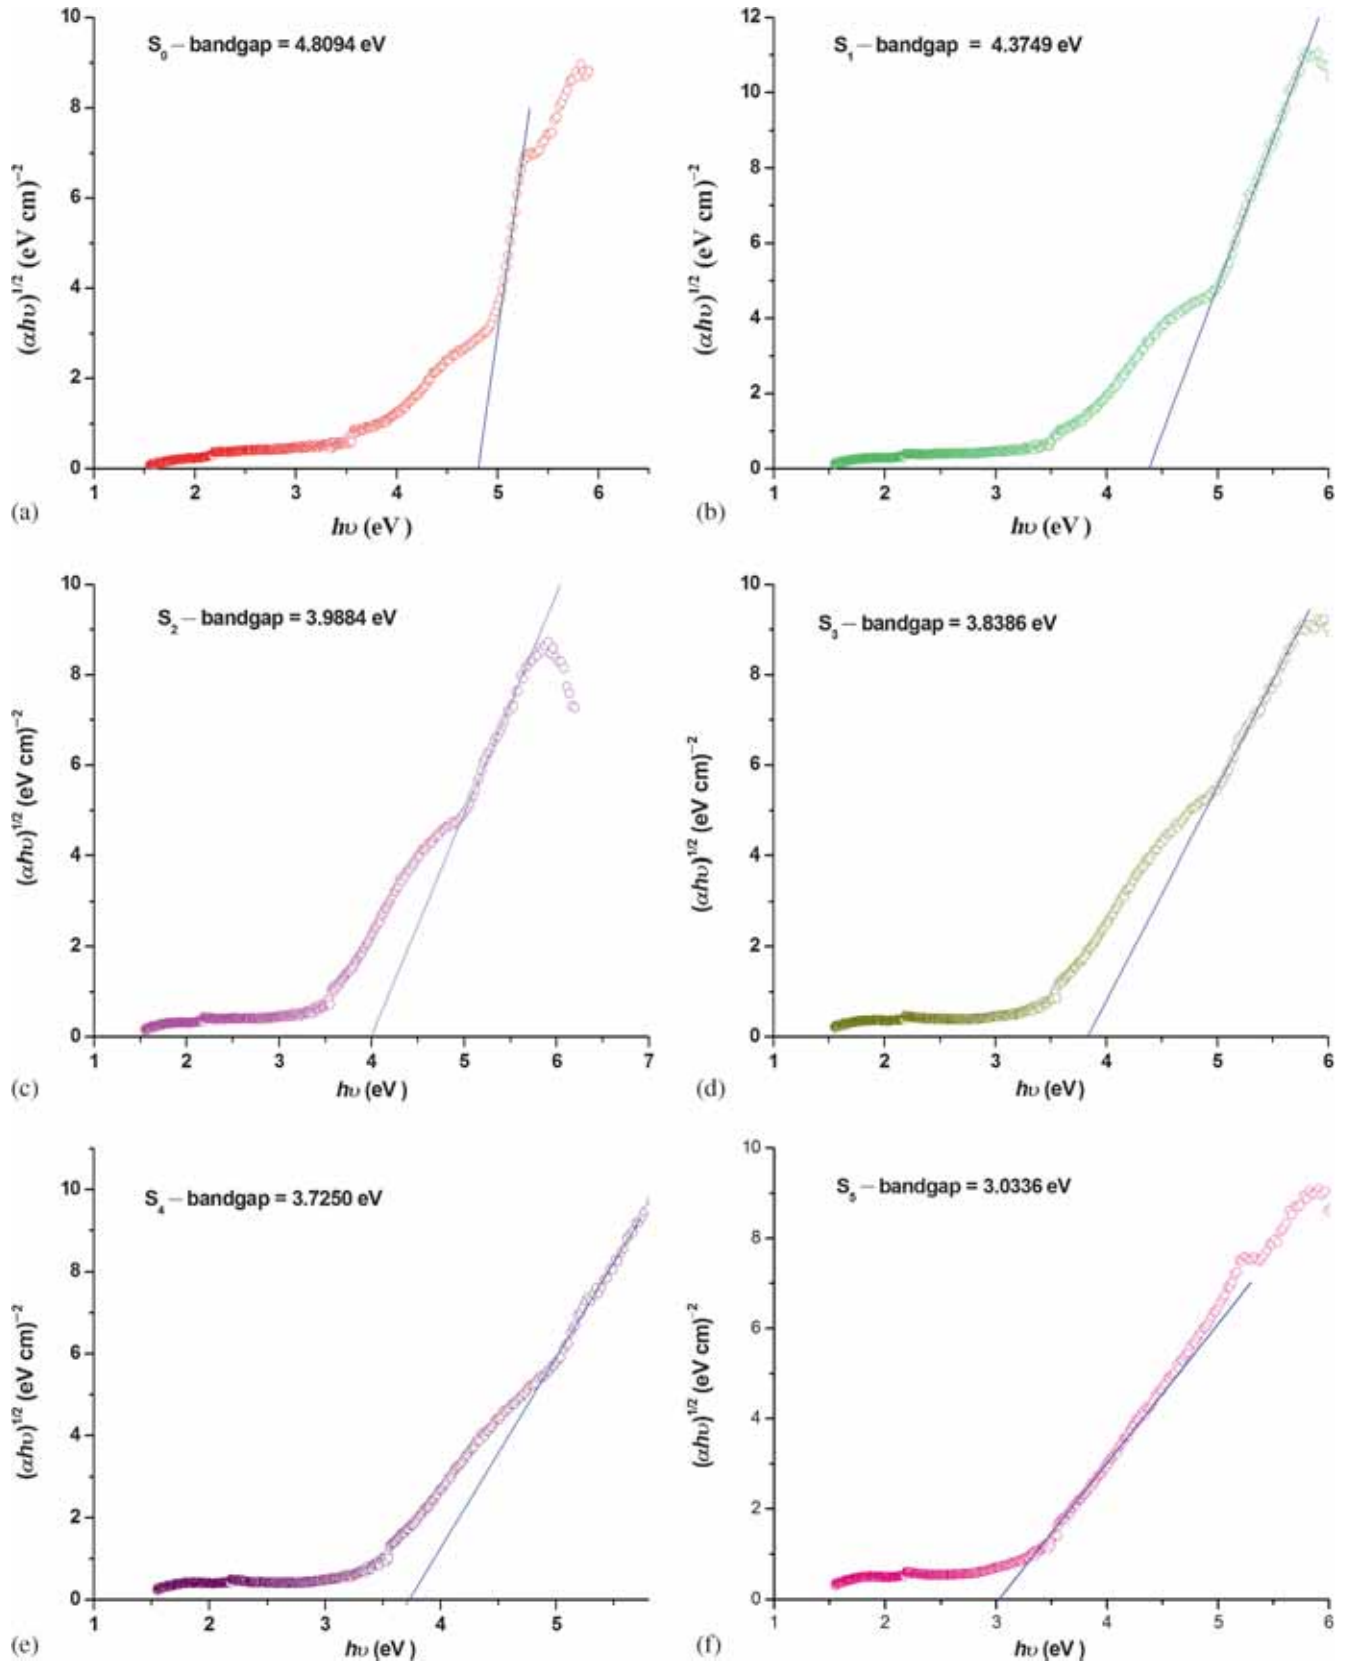 S₀ – bandgap = 4.8094 eV
(αhυ)^1/2 (eV cm)^−2
10
8
6
4
2
0
1 2 3 4 5 6
(a)
hυ (eV)
S₁ – bandgap = 4.3749 eV
(αhυ)^1/2 (eV cm)^−2
12
10
8
6
4
2
0
1 2 3 4 5 6
(b)
hυ (eV)
S₂ – bandgap = 3.9884 eV
(αhυ)^1/2 (eV cm)^−2
10
8
6
4
2
0
1 2 3 4 5 6 7
(c)
hυ (eV)
S₃ – bandgap = 3.8386 eV
(αhυ)^1/2 (eV cm)^−2
10
8
6
4
2
0
1 2 3 4 5 6
(d)
hυ (eV)
S₄ – bandgap = 3.7250 eV
(αhυ)^1/2 (eV cm)^−2
10
8
6
4
2
0
1 2 3 4 5
(e)
hυ (eV)
S₅ – bandgap = 3.0336 eV
(αhυ)^1/2 (eV cm)^−2
10
8
6
4
2
0
1 2 3 4 5 6
(f)
hυ (eV)